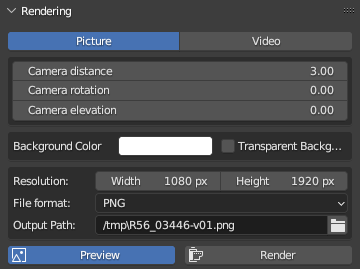 Rendering
Picture Video
Camera distance 3.00
Camera rotation 0.00
Camera elevation 0.00
Background Color Transparent Backg...
Resolution: Width 1080 px Height 1920 px
File format: PNG
Output Path: /tmp\R56_03446-v01.png
Preview Render